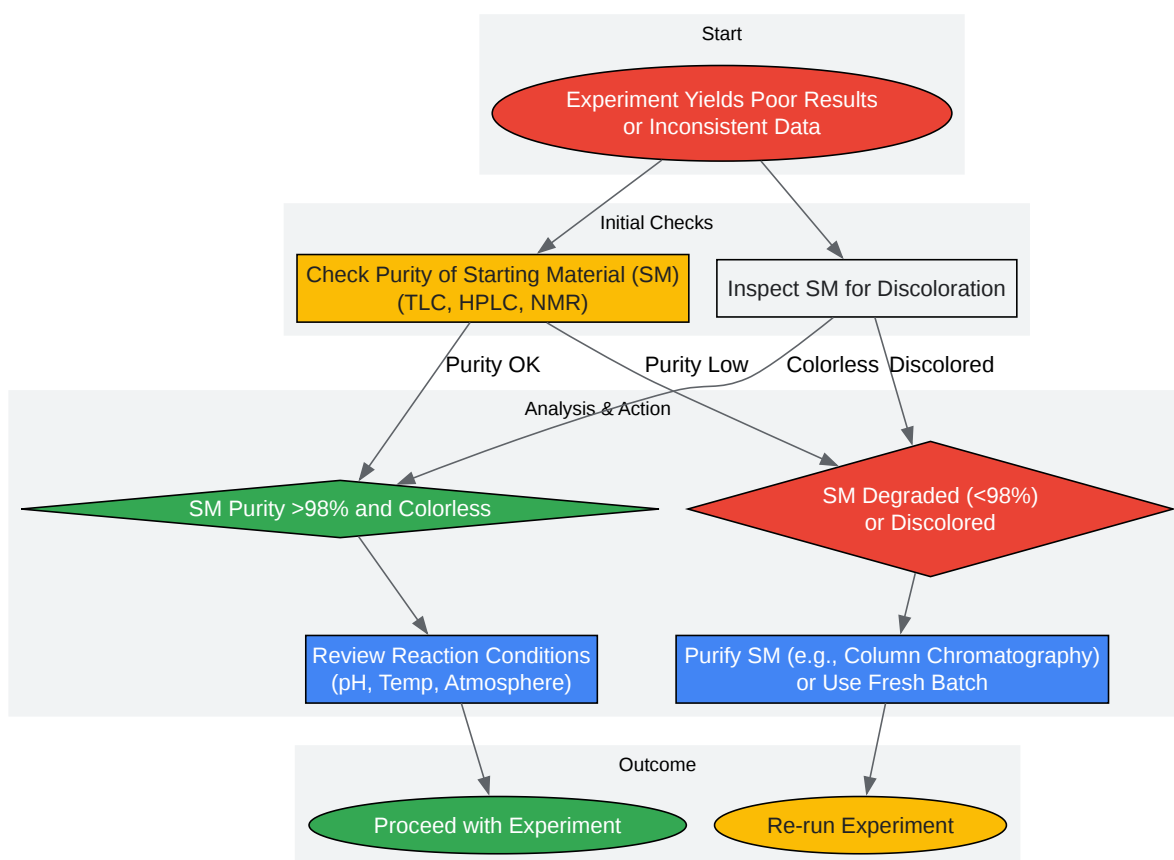 Start
Experiment Yields Poor Results
or Inconsistent Data
Initial Checks
Check Purity of Starting Material (SM)
(TLC, HPLC, NMR)
Inspect SM for Discoloration
Purity OK
Purity Low
Colorless
Discolored
Analysis & Action
SM Purity >98% and Colorless
SM Degraded (<98%)
or Discolored
Review Reaction Conditions
(pH, Temp, Atmosphere)
Purify SM (e.g., Column Chromatography)
or Use Fresh Batch
Outcome
Proceed with Experiment
Re-run Experiment